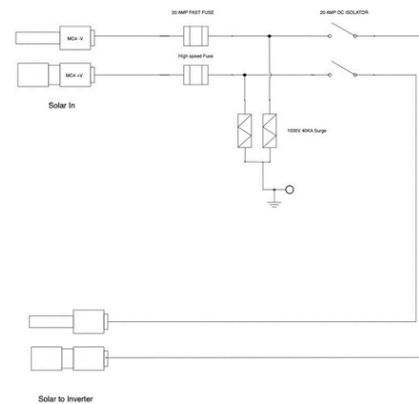 20 AMP FAST FUSE
20 AMP DC ISOLATOR
MC4 -V
High speed Fuse
MC4 +V
Solar In
1000V 40KA Surge
Solar to Inverter